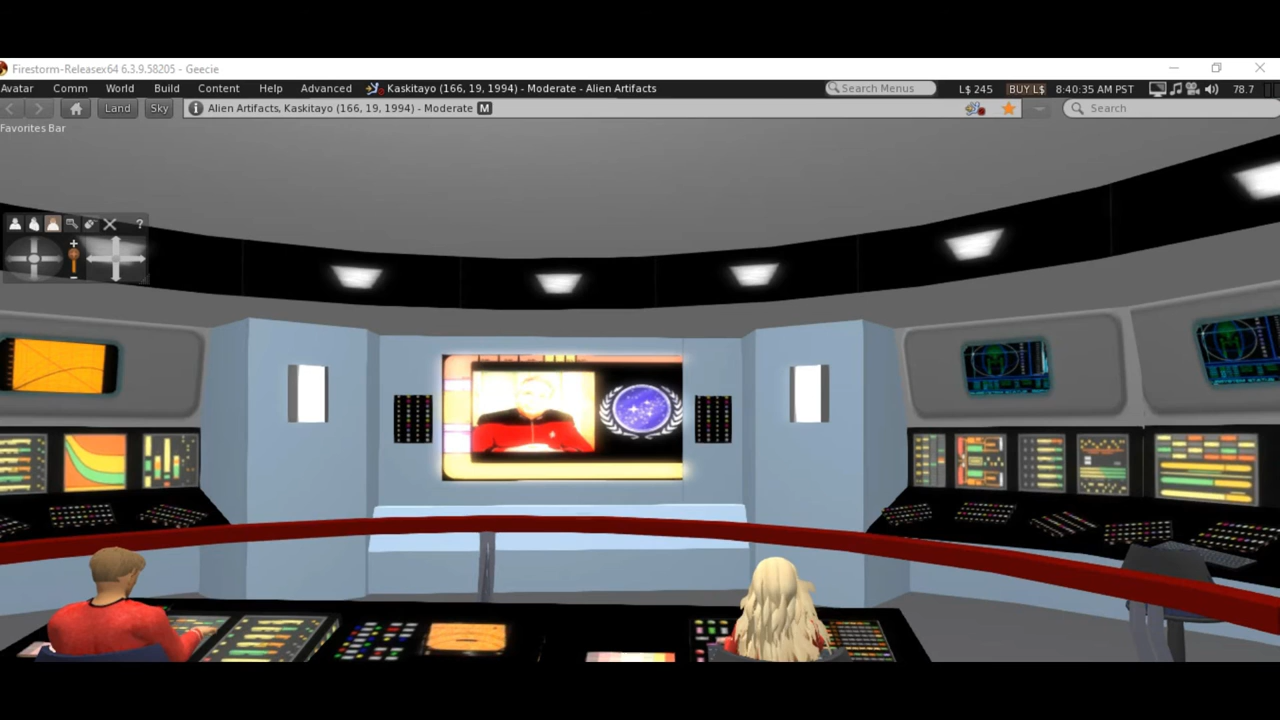 Firestorm-Releasex64 6.3.9.58205 - Geecie
Avatar Comm World Build Content Help Advanced Kaskitayo (166, 19, 1994) - Moderate - Alien Artifacts Search Menus L$ 245 BUY L$ 8:40:35 AM PST 78.7
Land Sky Alien Artifacts, Kaskitayo (166, 19, 1994) - Moderate M Search
Favorites Bar
?